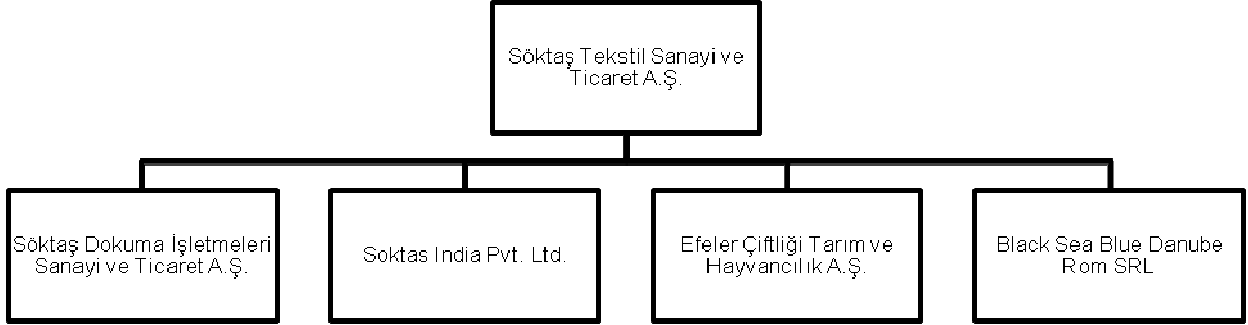 Söktaş Tekstil Sanayi ve
Ticaret A.Ş.
Söktaş Dokuma İşletmeleri
Sanayi ve Ticaret A.Ş.
Soktas India Pvt. Ltd.
Efeler Çiftliği Tarım ve
Hayvancılık A.Ş.
Black Sea Blue Danube
Rom SRL